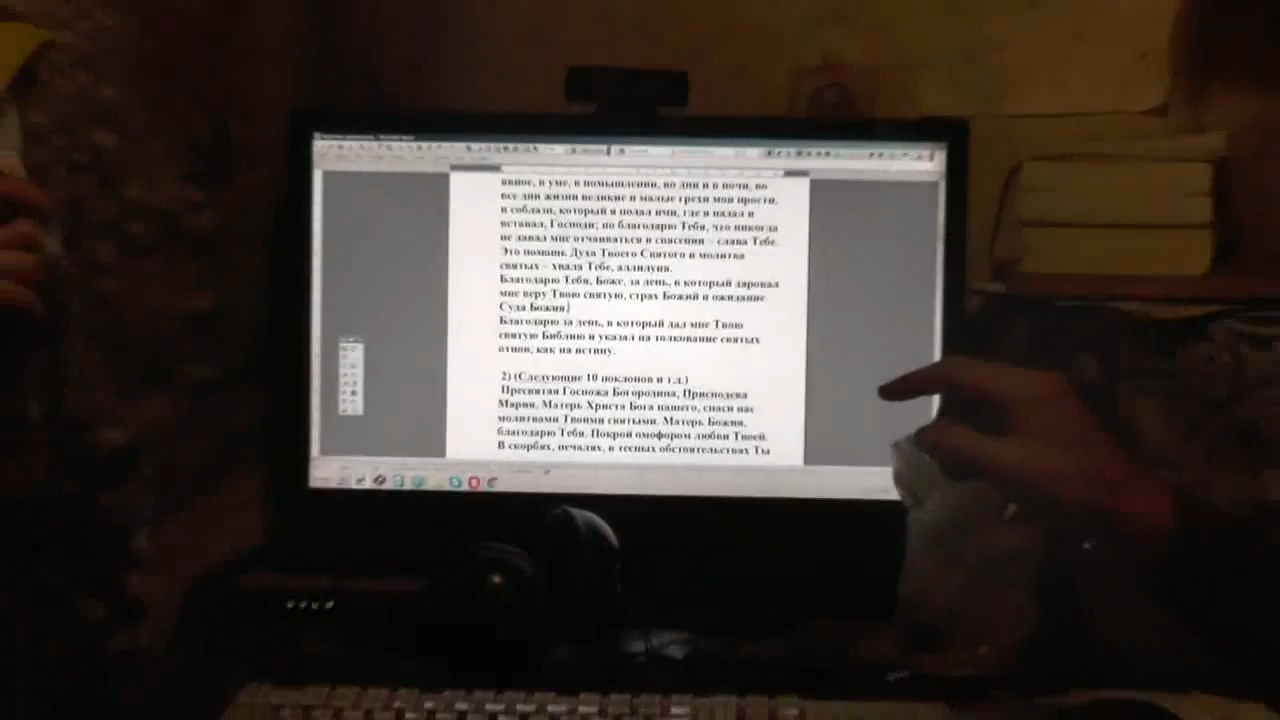 явное, в уме, в помышлении, во дни и в ночи, во
все дни жизни великие и малые грехи мои прости,
и соблазн, который я подал ими, где я падал и
вставал, Господи; но благодарю Тебя, что никогда
не давал мне отчаиваться в спасении – слава Тебе.
Это помощь Духа Твоего Святого и молитва
святых – хвала Тебе, аллилуия.
Благодарю Тебя, Боже, за день, в который даровал
мне веру Твою святую, страх Божий и ожидание
Суда Божия.
Благодарю за день, в который дал мне Твою
святую Библию и указал на толкование святых
отцов, как на истину.
2) (Следующие 10 поклонов и т.д.)
Пресвятая Госпожа Богородица, Приснодева
Мария, Матерь Христа Бога нашего, спаси нас
молитвами Твоими святыми. Матерь Божия,
благодарю Тебя. Покрой омофором любви Твоей.
В скорбях, печалях, в тесных обстоятельствах Ты